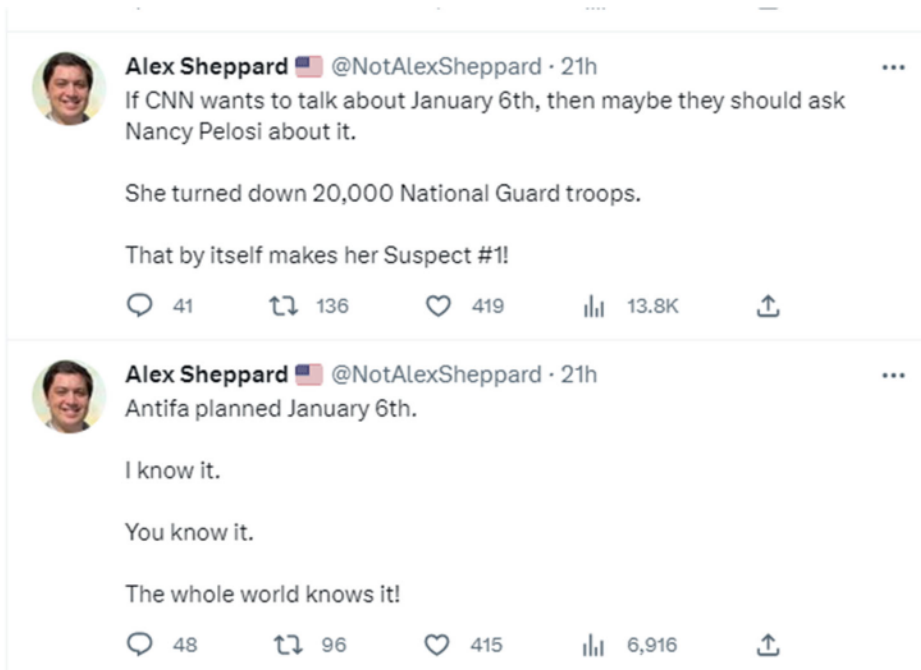 Alex Sheppard 🇺🇸 @NotAlexSheppard · 21h
If CNN wants to talk about January 6th, then maybe they should ask
Nancy Pelosi about it.
She turned down 20,000 National Guard troops.
That by itself makes her Suspect #1!
41 136 419 13.8K
Alex Sheppard 🇺🇸 @NotAlexSheppard · 21h
Antifa planned January 6th.
I know it.
You know it.
The whole world knows it!
48 96 415 6,916